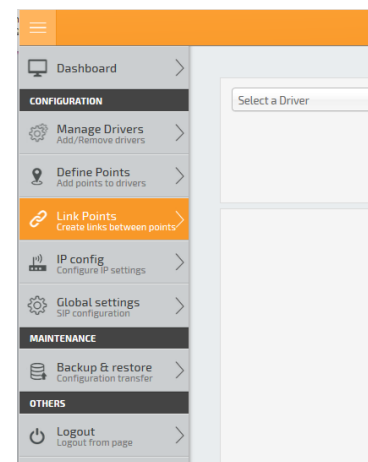 Dashboard
CONFIGURATION
Select a Driver
Manage Drivers
Add/Remove drivers
Define Points
Add points to drivers
Link Points
Create links between points
IP config
Configure IP settings
Global settings
SIP configuration
MAINTENANCE
Backup & restore
Configuration transfer
OTHERS
Logout
Logout from page